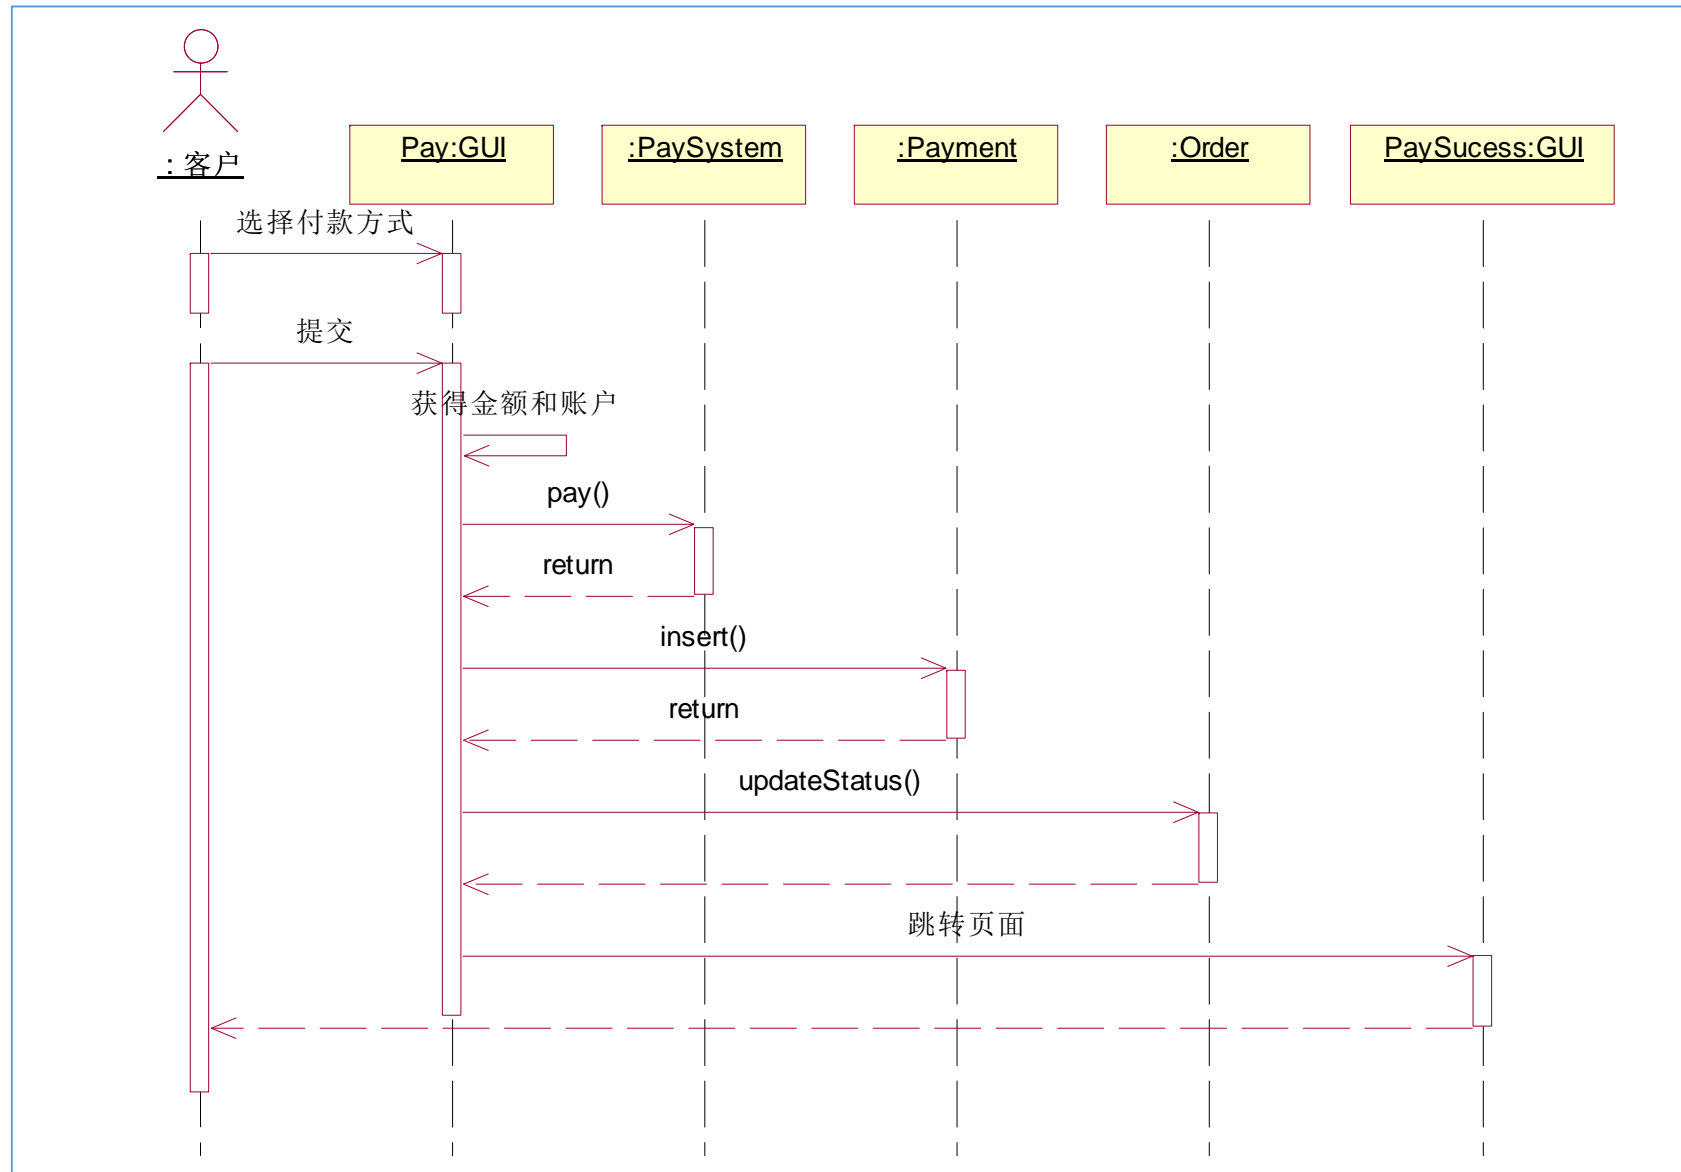 : 客户
Pay:GUI
:PaySystem
:Payment
:Order
PaySucess:GUI
选择付款方式
提交
获得金额和账户
pay()
return
insert()
return
updateStatus()
跳转页面